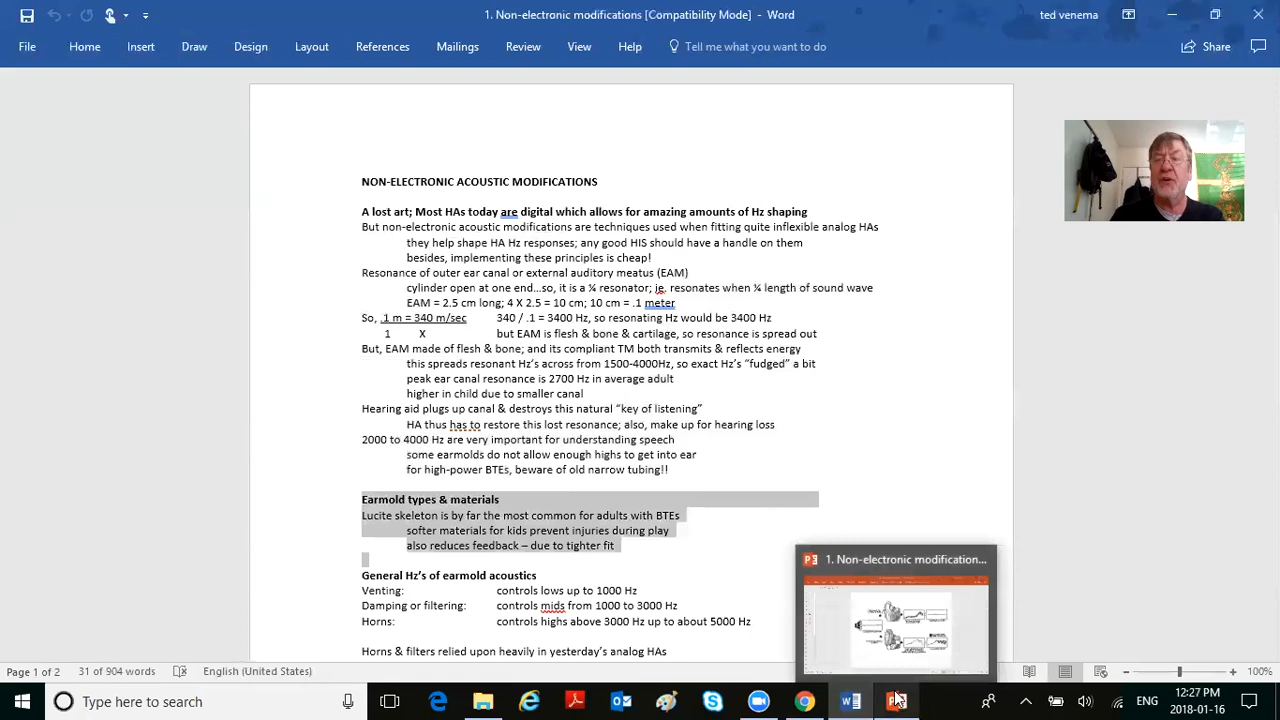 1. Non-electronic modifications [Compatibility Mode] - Word
ted venema
File Home Insert Draw Design Layout References Mailings Review View Help Tell me what you want to do Share
NON-ELECTRONIC ACOUSTIC MODIFICATIONS
A lost art; Most HAs today are digital which allows for amazing amounts of Hz shaping
But non-electronic acoustic modifications are techniques used when fitting quite inflexible analog HAs
they help shape HA Hz responses; any good HIS should have a handle on them
besides, implementing these principles is cheap!
Resonance of outer ear canal or external auditory meatus (EAM)
cylinder open at one end…so, it is a ¼ resonator; ie. resonates when ¼ length of sound wave
EAM = 2.5 cm long; 4 X 2.5 = 10 cm; 10 cm = .1 meter
So, .1 m = 340 m/sec 340 / .1 = 3400 Hz, so resonating Hz would be 3400 Hz
1 X but EAM is flesh & bone & cartilage, so resonance is spread out
But, EAM made of flesh & bone; and its compliant TM both transmits & reflects energy
this spreads resonant Hz's across from 1500-4000Hz, so exact Hz's “fudged” a bit
peak ear canal resonance is 2700 Hz in average adult
higher in child due to smaller canal
Hearing aid plugs up canal & destroys this natural “key of listening”
HA thus has to restore this lost resonance; also, make up for hearing loss
2000 to 4000 Hz are very important for understanding speech
some earmolds do not allow enough highs to get into ear
for high-power BTEs, beware of old narrow tubing!!
Earmold types & materials
Lucite skeleton is by far the most common for adults with BTEs
softer materials for kids prevent injuries during play
also reduces feedback – due to tighter fit
1. Non-electronic modification...
General Hz's of earmold acoustics
Venting: controls lows up to 1000 Hz
Damping or filtering: controls mids from 1000 to 3000 Hz
Horns: controls highs above 3000 Hz up to about 5000 Hz
Horns & filters relied upon heavily in yesterday's analog HAs
Page 1 of 2 31 of 904 words English (United States) 100%
Type here to search
ENG
12:27 PM
2018-01-16